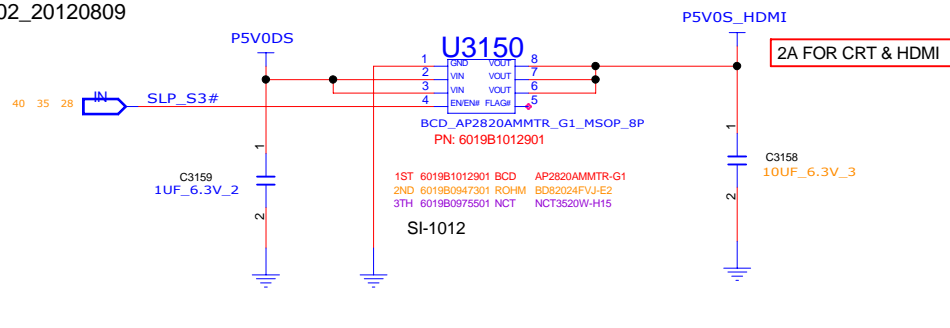 02_20120809
P5V0DS
U3150
P5V0S_HDMI
2A FOR CRT & HDMI
1 GND VOUT 8
2 VIN VOUT 7
3 VIN VOUT 6
4 EN/EN# FLAG# 5
40 35 28 IN SLP_S3#
BCD_AP2820AMMTR_G1_MSOP_8P
PN: 6019B1012901
1
C3159
1UF_6.3V_2
2
1ST 6019B1012901 BCD AP2820AMMTR-G1
2ND 6019B0947301 ROHM BD82024FVJ-E2
3TH 6019B0975501 NCT NCT3520W-H15
SI-1012
1
C3158
10UF_6.3V_3
2